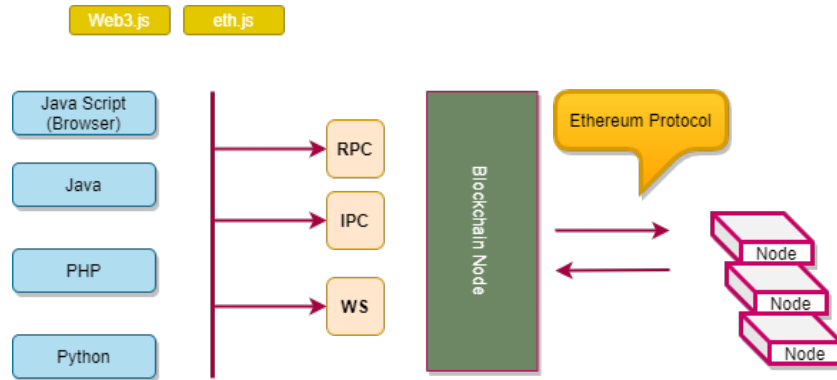 Web3.js
eth.js
Java Script
(Browser)
Java
PHP
Python
RPC
IPC
WS
Blockchain Node
Ethereum Protocol
Node
Node
Node